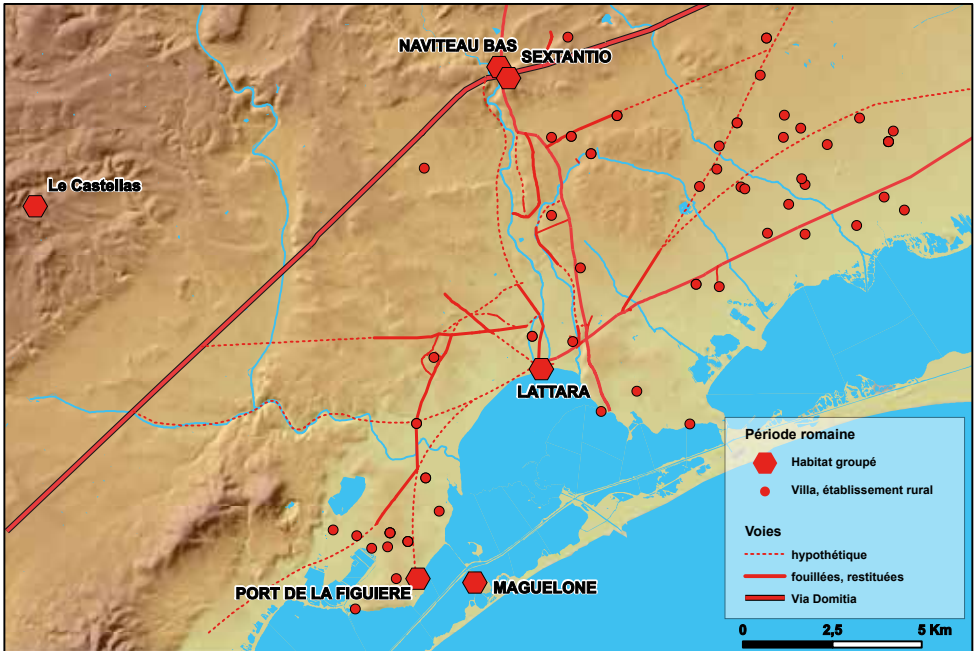 NAVITEAU BAS
SEXTANTIO
Le Castellas
LATTARA
PORT DE LA FIGUIERE
MAGUELONE
Période romaine
Habitat groupé
Villa, établissement rural
Voies
hypothétique
fouillées, restituées
Via Domitia
0 2,5 5 Km